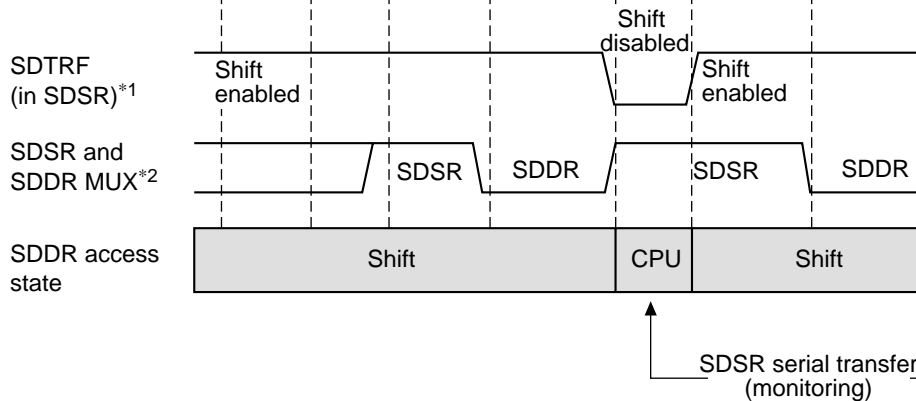 Shift
disabled
SDTRF
(in SDSR)*1
Shift
enabled
Shift
enabled
SDSR and
SDDR MUX*2
SDSR
SDDR
SDSR
SDDR
SDDR access
state
Shift
CPU
Shift
SDSR serial transfer
(monitoring)